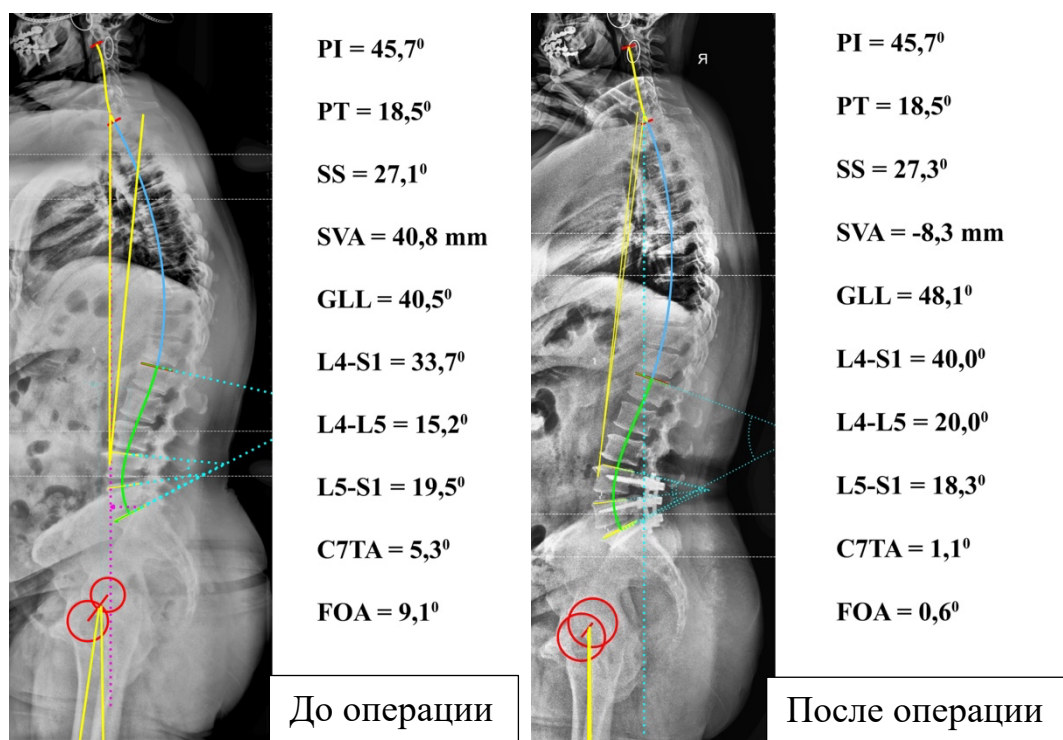 PI = 45,7⁰
PT = 18,5⁰
SS = 27,1⁰
SVA = 40,8 mm
GLL = 40,5⁰
L4-S1 = 33,7⁰
L4-L5 = 15,2⁰
L5-S1 = 19,5⁰
C7TA = 5,3⁰
FOA = 9,1⁰
До операции
Я
PI = 45,7⁰
PT = 18,5⁰
SS = 27,3⁰
SVA = -8,3 mm
GLL = 48,1⁰
L4-S1 = 40,0⁰
L4-L5 = 20,0⁰
L5-S1 = 18,3⁰
C7TA = 1,1⁰
FOA = 0,6⁰
После операции